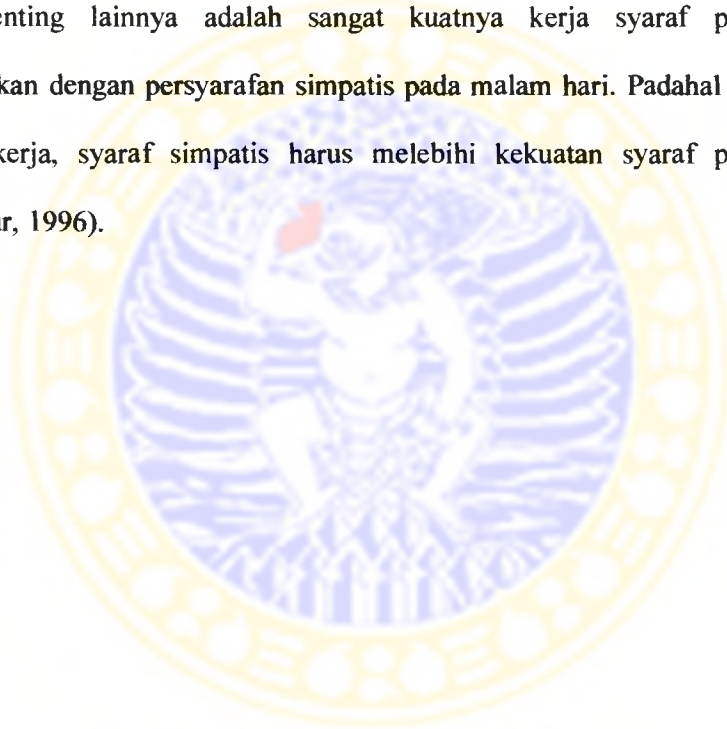 enting lainnya adalah sangat kuatnya kerja syaraf p
kan dengan persyarafan simpatis pada malam hari. Padahal
kerja, syaraf simpatis harus melebihi kekuatan syaraf p
r, 1996).